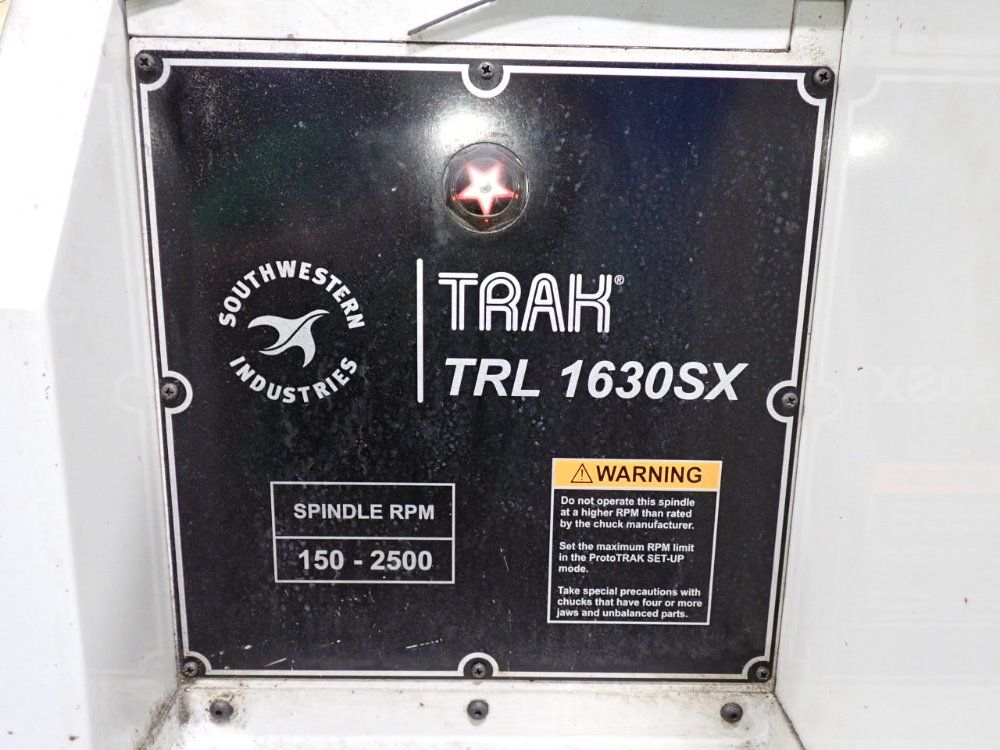 SOUTHWESTERN
INDUSTRIES
TRAK®
TRL 1630SX
SPINDLE RPM
150 - 2500
WARNING
Do not operate this spindle
at a higher RPM than rated
by the chuck manufacturer.
Set the maximum RPM limit
in the ProtoTRAK SET-UP
mode.
Take special precautions with
chucks that have four or more
jaws and unbalanced parts.